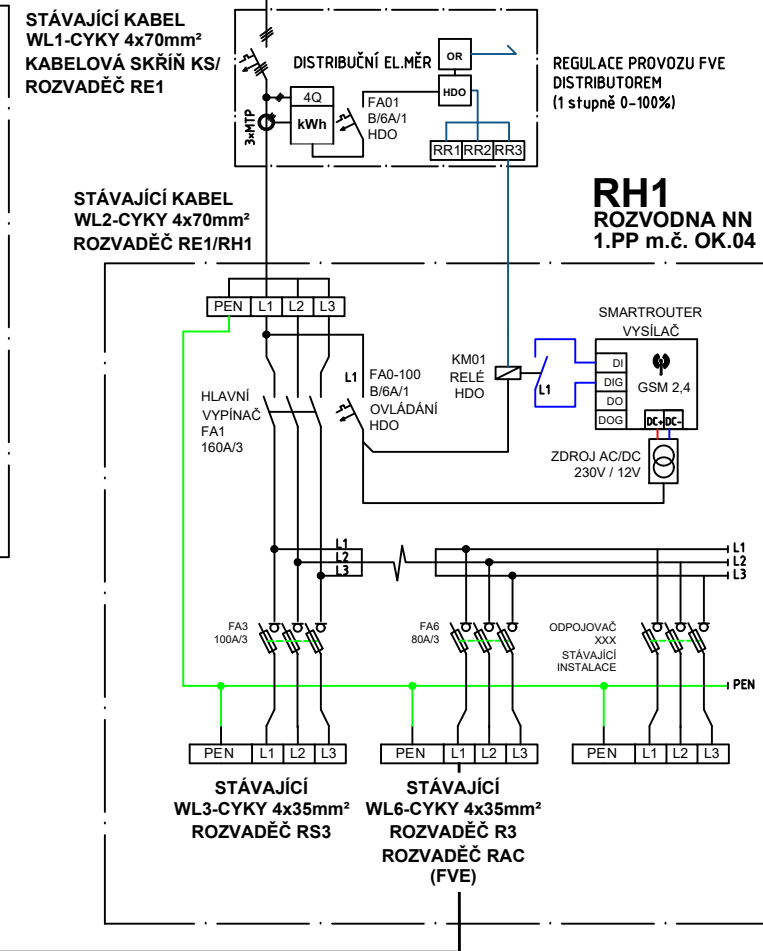 STÁVAJÍCÍ KABEL
WL1-CYKY 4x70mm²
KABELOVÁ SKŘÍŇ KS/
ROZVADĚČ RE1
DISTRIBUČNÍ EL.MĚR
OR
HDO
4Q
kWh
3xMTP
FA01
B/6A/1
HDO
RR1 RR2 RR3
REGULACE PROVOZU FVE
DISTRIBUTOREM
(1 stupně 0-100%)
STÁVAJÍCÍ KABEL
WL2-CYKY 4x70mm²
ROZVADĚČ RE1/RH1
RH1
ROZVODNA NN
1.PP m.č. OK.04
PEN L1 L2 L3
HLAVNÍ
VYPÍNAČ
FA1
160A/3
L1
FA0-100
B/6A/1
OVLÁDÁNÍ
HDO
KM01
RELÉ
HDO
L1
SMARTROUTER
VYSÍLAČ
DI
DIG
DO
DOG
GSM 2,4
DC+ DC-
ZDROJ AC/DC
230V / 12V
L1
L2
L3
L1
L2
L3
FA3
100A/3
FA6
80A/3
ODPOJOVAČ
XXX
STÁVAJÍCÍ
INSTALACE
PEN
PEN L1 L2 L3
PEN L1 L2 L3
PEN L1 L2 L3
STÁVAJÍCÍ
WL3-CYKY 4x35mm²
ROZVADĚČ RS3
STÁVAJÍCÍ
WL6-CYKY 4x35mm²
ROZVADĚČ R3
ROZVADĚČ RAC
(FVE)